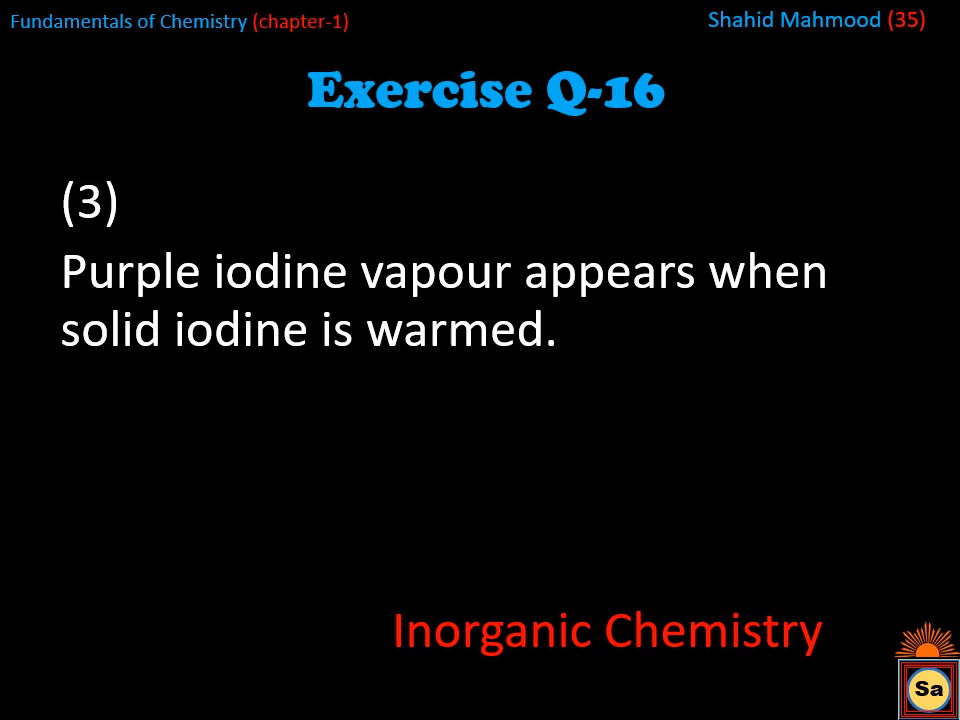 Fundamentals of Chemistry (chapter-1)
Shahid Mahmood (35)
Exercise Q-16
(3)
Purple iodine vapour appears when
solid iodine is warmed.
Inorganic Chemistry
Sa